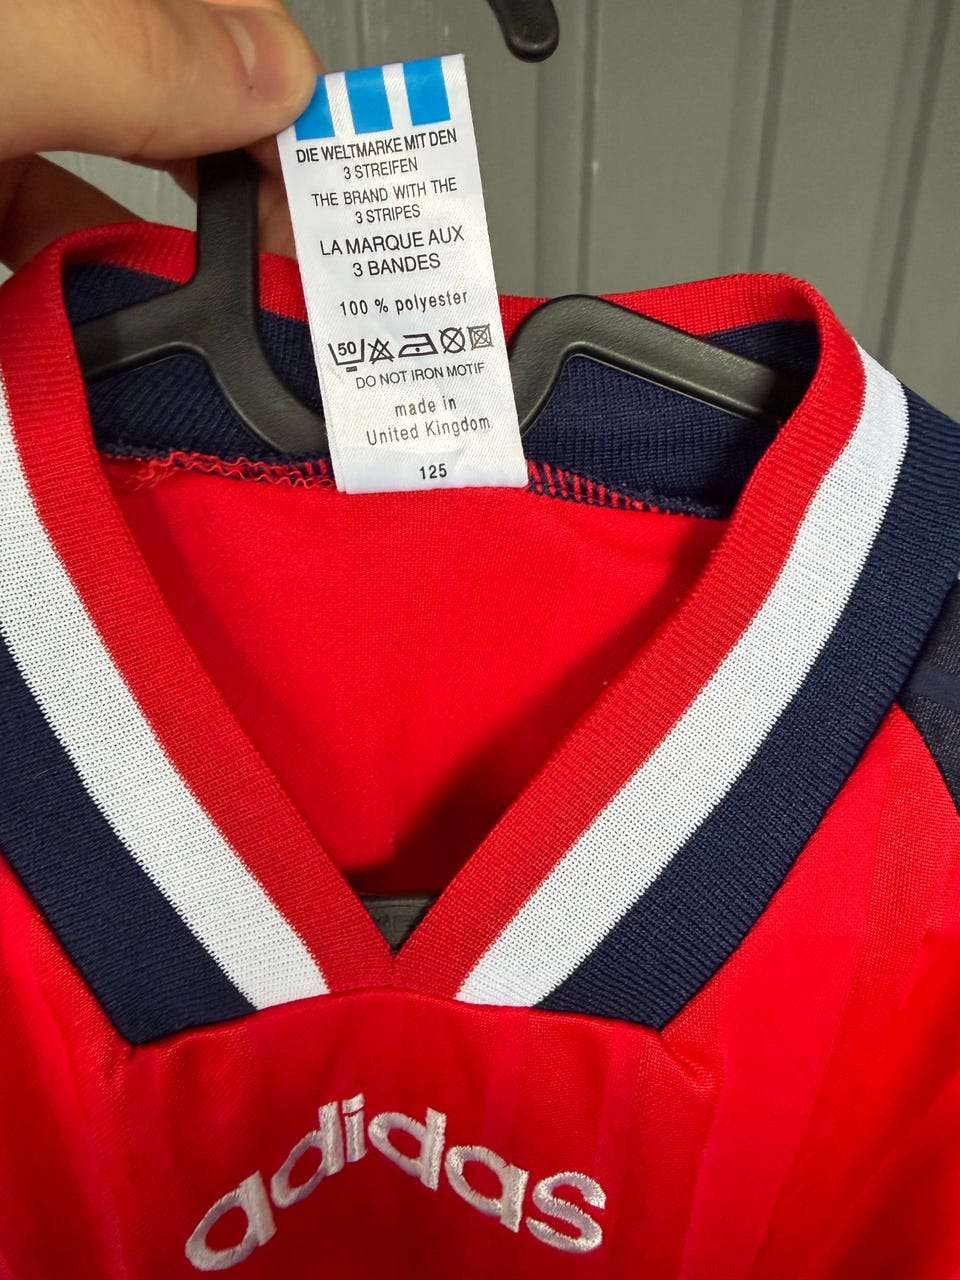 DIE WELTMARKE MIT DEN
3 STREIFEN
THE BRAND WITH THE
3 STRIPES
LA MARQUE AUX
3 BANDES
100 % polyester
50
DO NOT IRON MOTIF
made in
United Kingdom
125
adidas